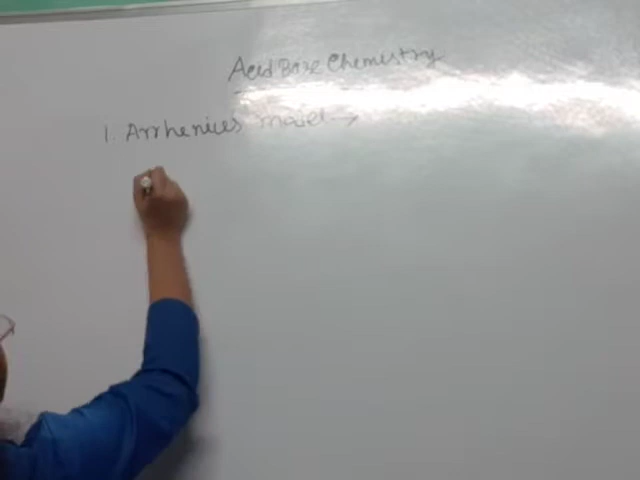 Acid Base Chemistry
1. Arrhenius model →